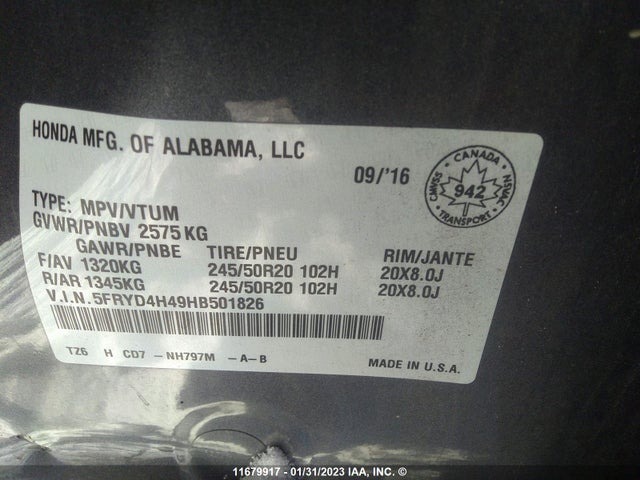 HONDA MFG. OF ALABAMA, LLC
09/'16
CANADA
CMVSS
NSVAC
942
TRANSPORT
TYPE: MPV/VTUM
GVWR/PNBV 2575 KG
GAWR/PNBE TIRE/PNEU RIM/JANTE
F/AV 1320KG 245/50R20 102H 20X8.0J
R/AR 1345KG 245/50R20 102H 20X8.0J
V.I.N. 5FRYD4H49HB501826
TZ6 H CD7 - NH797M - A - B
MADE IN U.S.A.
11679917 - 01/31/2023 © IAA, INC.